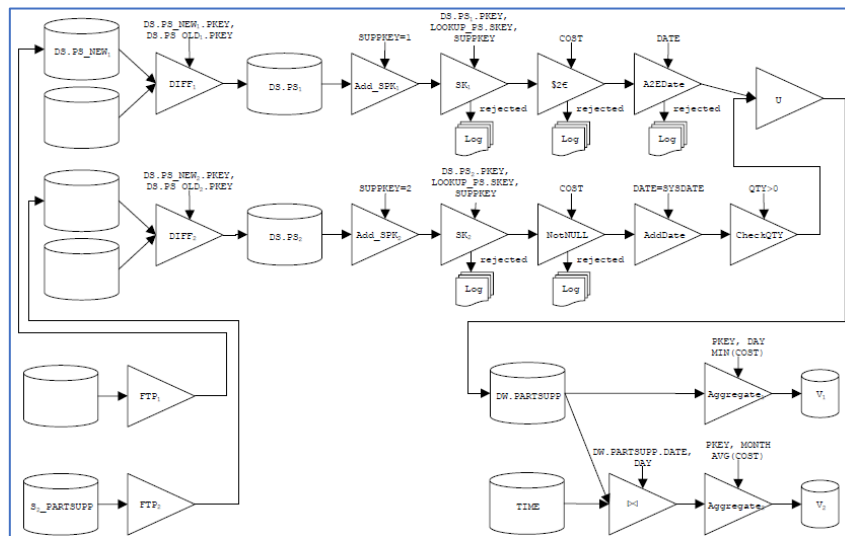 DS.PS_NEW₁.PKEY,
DS.PS_OLD₁.PKEY
SUPPKEY=1
DS.PS₁.PKEY,
LOOKUP_PS.SKEY,
SUPPKEY
COST
DATE
DS.PS_NEW₁
DIFF₁
DS.PS₁
Add_SPK₁
SK₁
$2€
A2EDate
U
rejected
rejected
rejected
Log
Log
Log
DS.PS_NEW₂.PKEY,
DS.PS_OLD₂.PKEY
SUPPKEY=2
DS.PS₂.PKEY,
LOOKUP_PS.SKEY,
SUPPKEY
COST
DATE=SYSDATE
QTY>0
DIFF₂
DS.PS₂
Add_SPK₂
SK₂
NotNULL
AddDate
CheckQTY
rejected
rejected
Log
Log
PKEY, DAY
MIN(COST)
FTP₁
DW.PARTSUPP
Aggregate₁
V₁
DW.PARTSUPP.DATE,
DAY
PKEY, MONTH
AVG(COST)
S₂_PARTSUPP
FTP₂
TIME
⋈
Aggregate₂
V₂